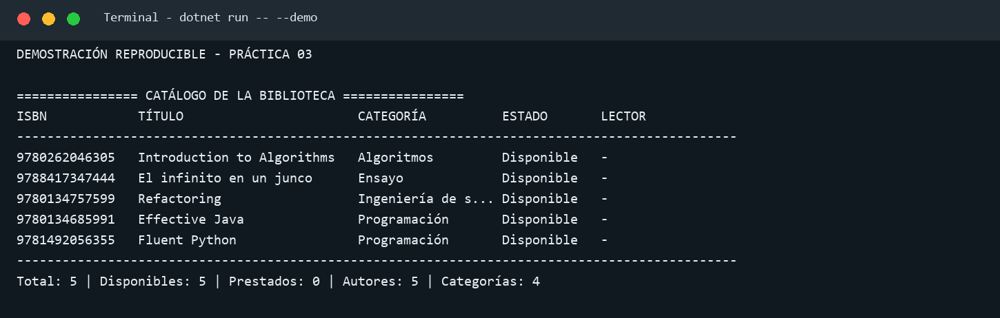 Terminal - dotnet run -- --demo
DEMOSTRACIÓN REPRODUCIBLE - PRÁCTICA 03
================ CATÁLOGO DE LA BIBLIOTECA ================
ISBN            TÍTULO                       CATEGORÍA          ESTADO       LECTOR
-----------------------------------------------------------------------------------------------
9780262046305   Introduction to Algorithms   Algoritmos         Disponible   -
9788417347444   El infinito en un junco      Ensayo             Disponible   -
9780134757599   Refactoring                  Ingeniería de s... Disponible   -
9780134685991   Effective Java               Programación       Disponible   -
9781492056355   Fluent Python                Programación       Disponible   -
-----------------------------------------------------------------------------------------------
Total: 5 | Disponibles: 5 | Prestados: 0 | Autores: 5 | Categorías: 4